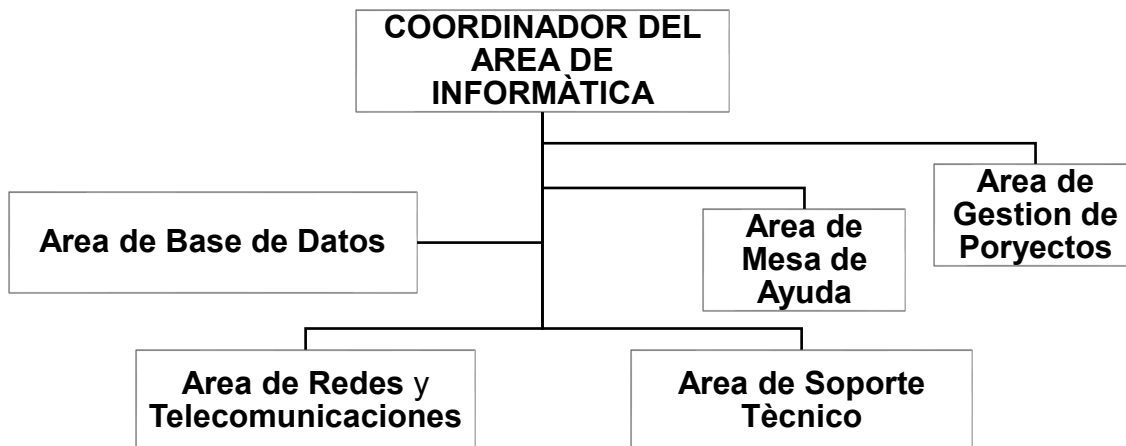 COORDINADOR DEL
AREA DE
INFORMÀTICA
Area de
Gestion de
Poryectos
Area de Base de Datos
Area de
Mesa de
Ayuda
Area de Redes y
Telecomunicaciones
Area de Soporte
Tècnico